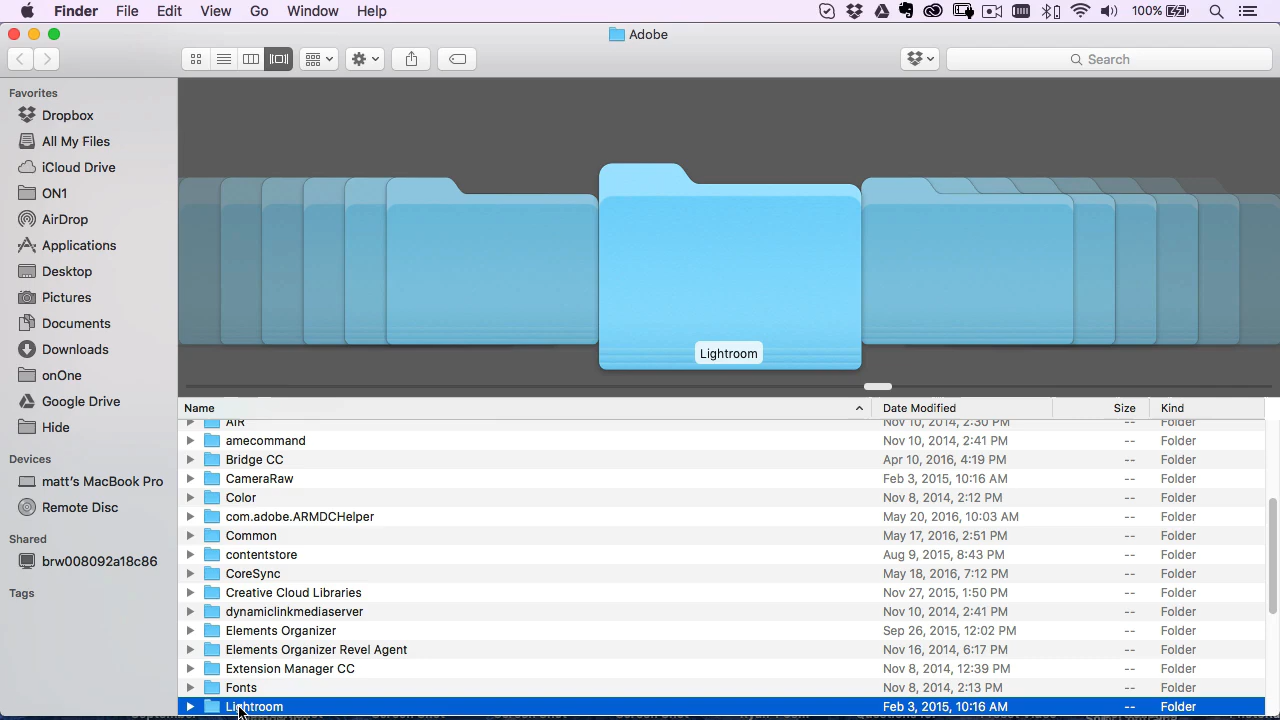 Finder File Edit View Go Window Help 100%
Adobe
Search
Favorites
Dropbox
All My Files
iCloud Drive
ON1
AirDrop
Applications
Desktop
Pictures
Documents
Downloads
onOne
Google Drive
Hide
Devices
matt's MacBook Pro
Remote Disc
Shared
brw008092a18c86
Tags
Lightroom
Name Date Modified Size Kind
AIR Nov 10, 2014, 2:30 PM -- Folder
amecommand Nov 10, 2014, 2:41 PM -- Folder
Bridge CC Apr 10, 2016, 4:19 PM -- Folder
CameraRaw Feb 3, 2015, 10:16 AM -- Folder
Color Nov 8, 2014, 2:12 PM -- Folder
com.adobe.ARMDCHelper May 20, 2016, 10:03 AM -- Folder
Common May 17, 2016, 2:51 PM -- Folder
contentstore Aug 9, 2015, 8:43 PM -- Folder
CoreSync May 18, 2016, 7:12 PM -- Folder
Creative Cloud Libraries Nov 27, 2015, 1:50 PM -- Folder
dynamiclinkmediaserver Nov 10, 2014, 2:41 PM -- Folder
Elements Organizer Sep 26, 2015, 12:02 PM -- Folder
Elements Organizer Revel Agent Nov 16, 2014, 6:17 PM -- Folder
Extension Manager CC Nov 8, 2014, 12:39 PM -- Folder
Fonts Nov 8, 2014, 2:13 PM -- Folder
Lightroom Feb 3, 2015, 10:16 AM -- Folder